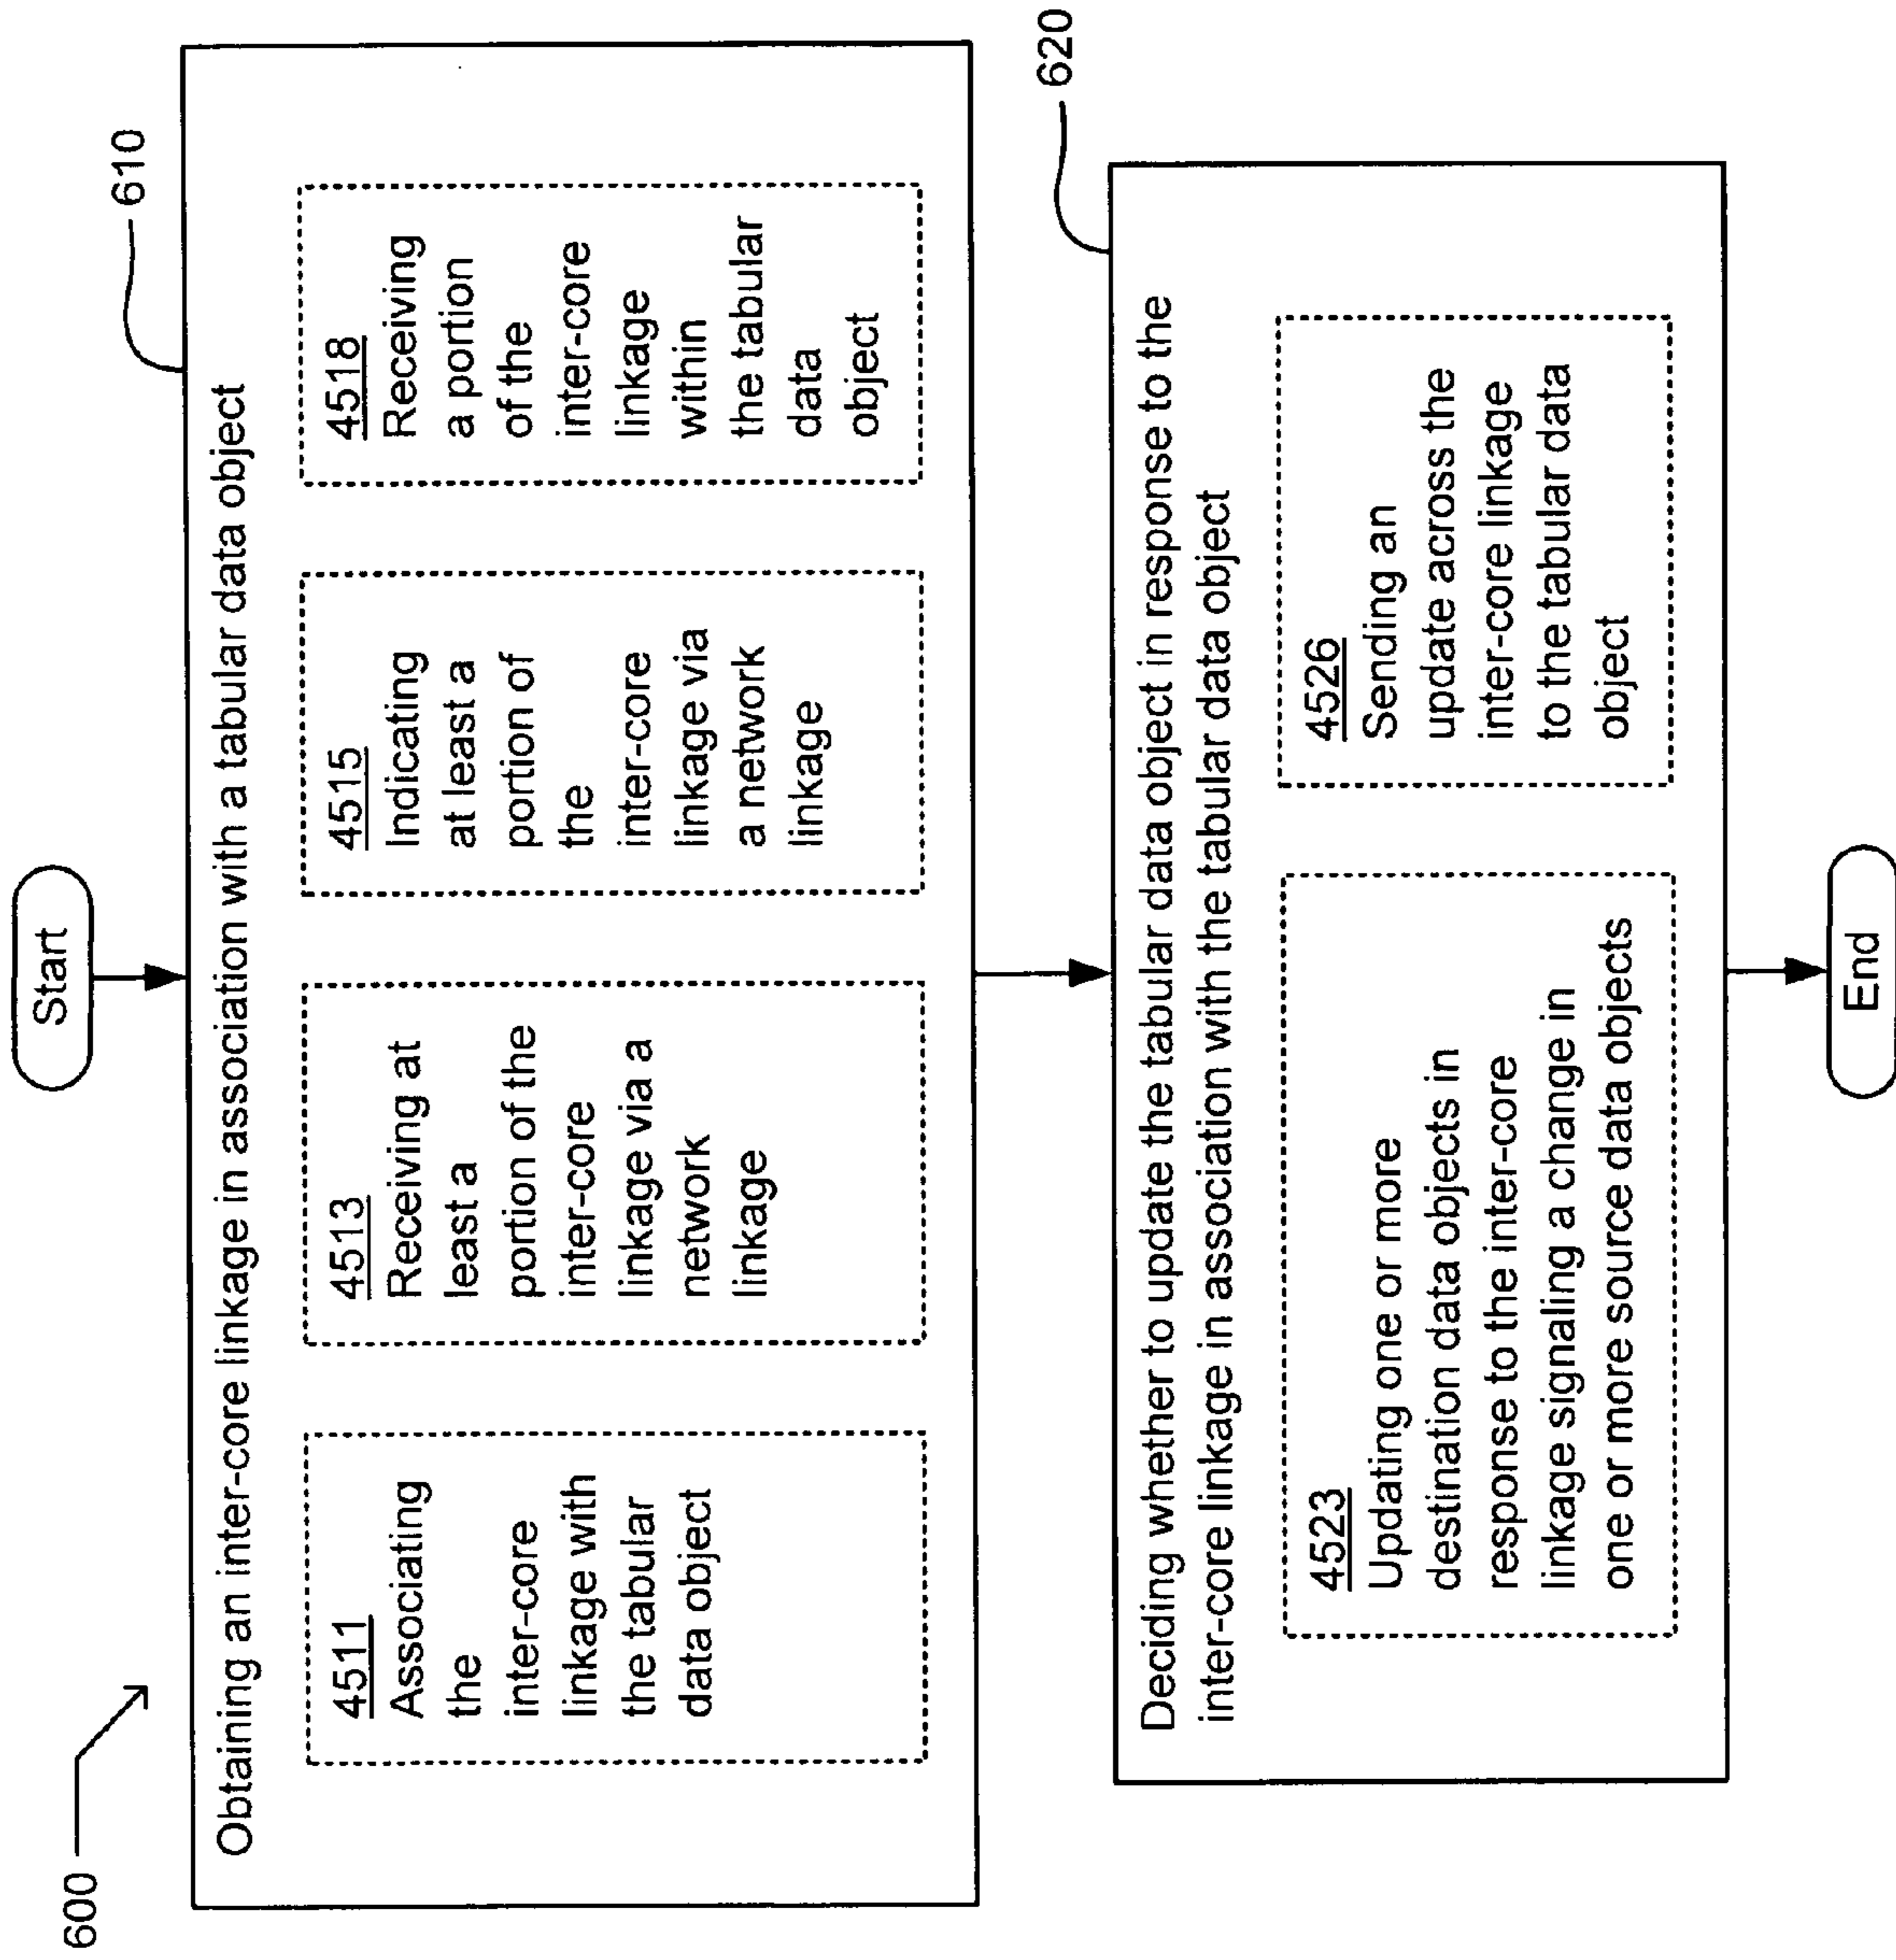 600
Start
610
Obtaining an inter-core linkage in association with a tabular data object
4511
Associating
the
inter-core
linkage with
the tabular
data object
4513
Receiving at
least a
portion of the
inter-core
linkage via a
network
linkage
4515
Indicating
at least a
portion of
the
inter-core
linkage via
a network
linkage
4518
Receiving
a portion
of the
inter-core
linkage
within
the tabular
data
object
620
Deciding whether to update the tabular data object in response to the
inter-core linkage in association with the tabular data object
4523
Updating one or more
destination data objects in
response to the inter-core
linkage signaling a change in
one or more source data objects
4526
Sending an
update across the
inter-core linkage
to the tabular data
object
End